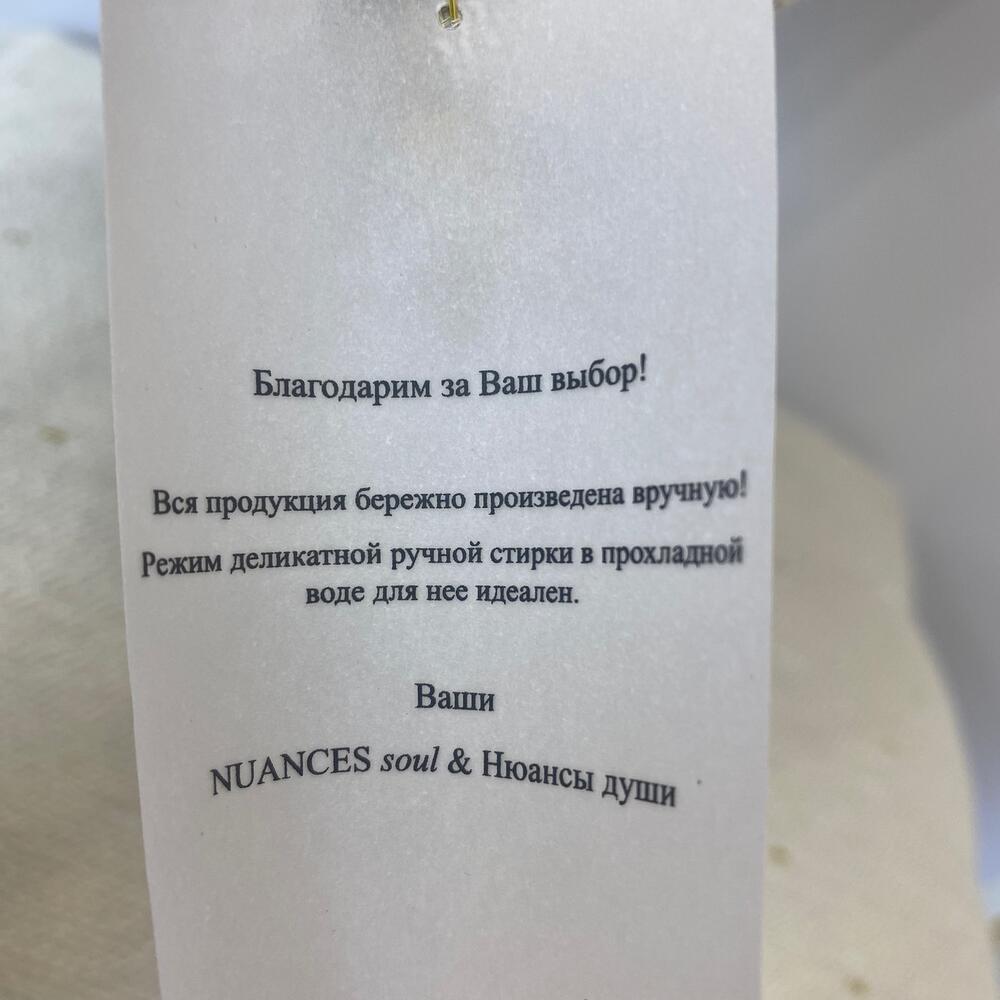 Благодарим за Ваш выбор!
Вся продукция бережно произведена вручную!
Режим деликатной ручной стирки в прохладной
воде для нее идеален.
Ваши
NUANCES soul & Нюансы души